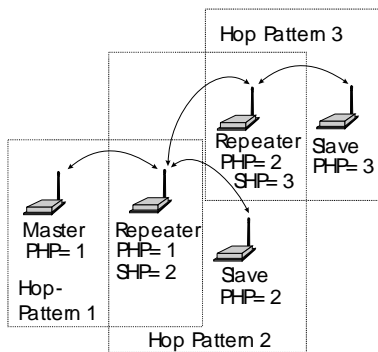 Hop Pattern 3
Repeater
PHP= 2
SHP= 3
Slave
PHP= 3
Master
PHP= 1
Repeater
PHP= 1
SHP= 2
Slave
PHP= 2
Hop-
Pattern 1
Hop Pattern 2